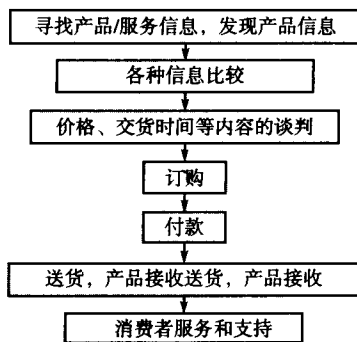 寻找产品/服务信息，发现产品信息
各种信息比较
价格、交货时间等内容的谈判
订购
付款
送货，产品接收送货，产品接收
消费者服务和支持